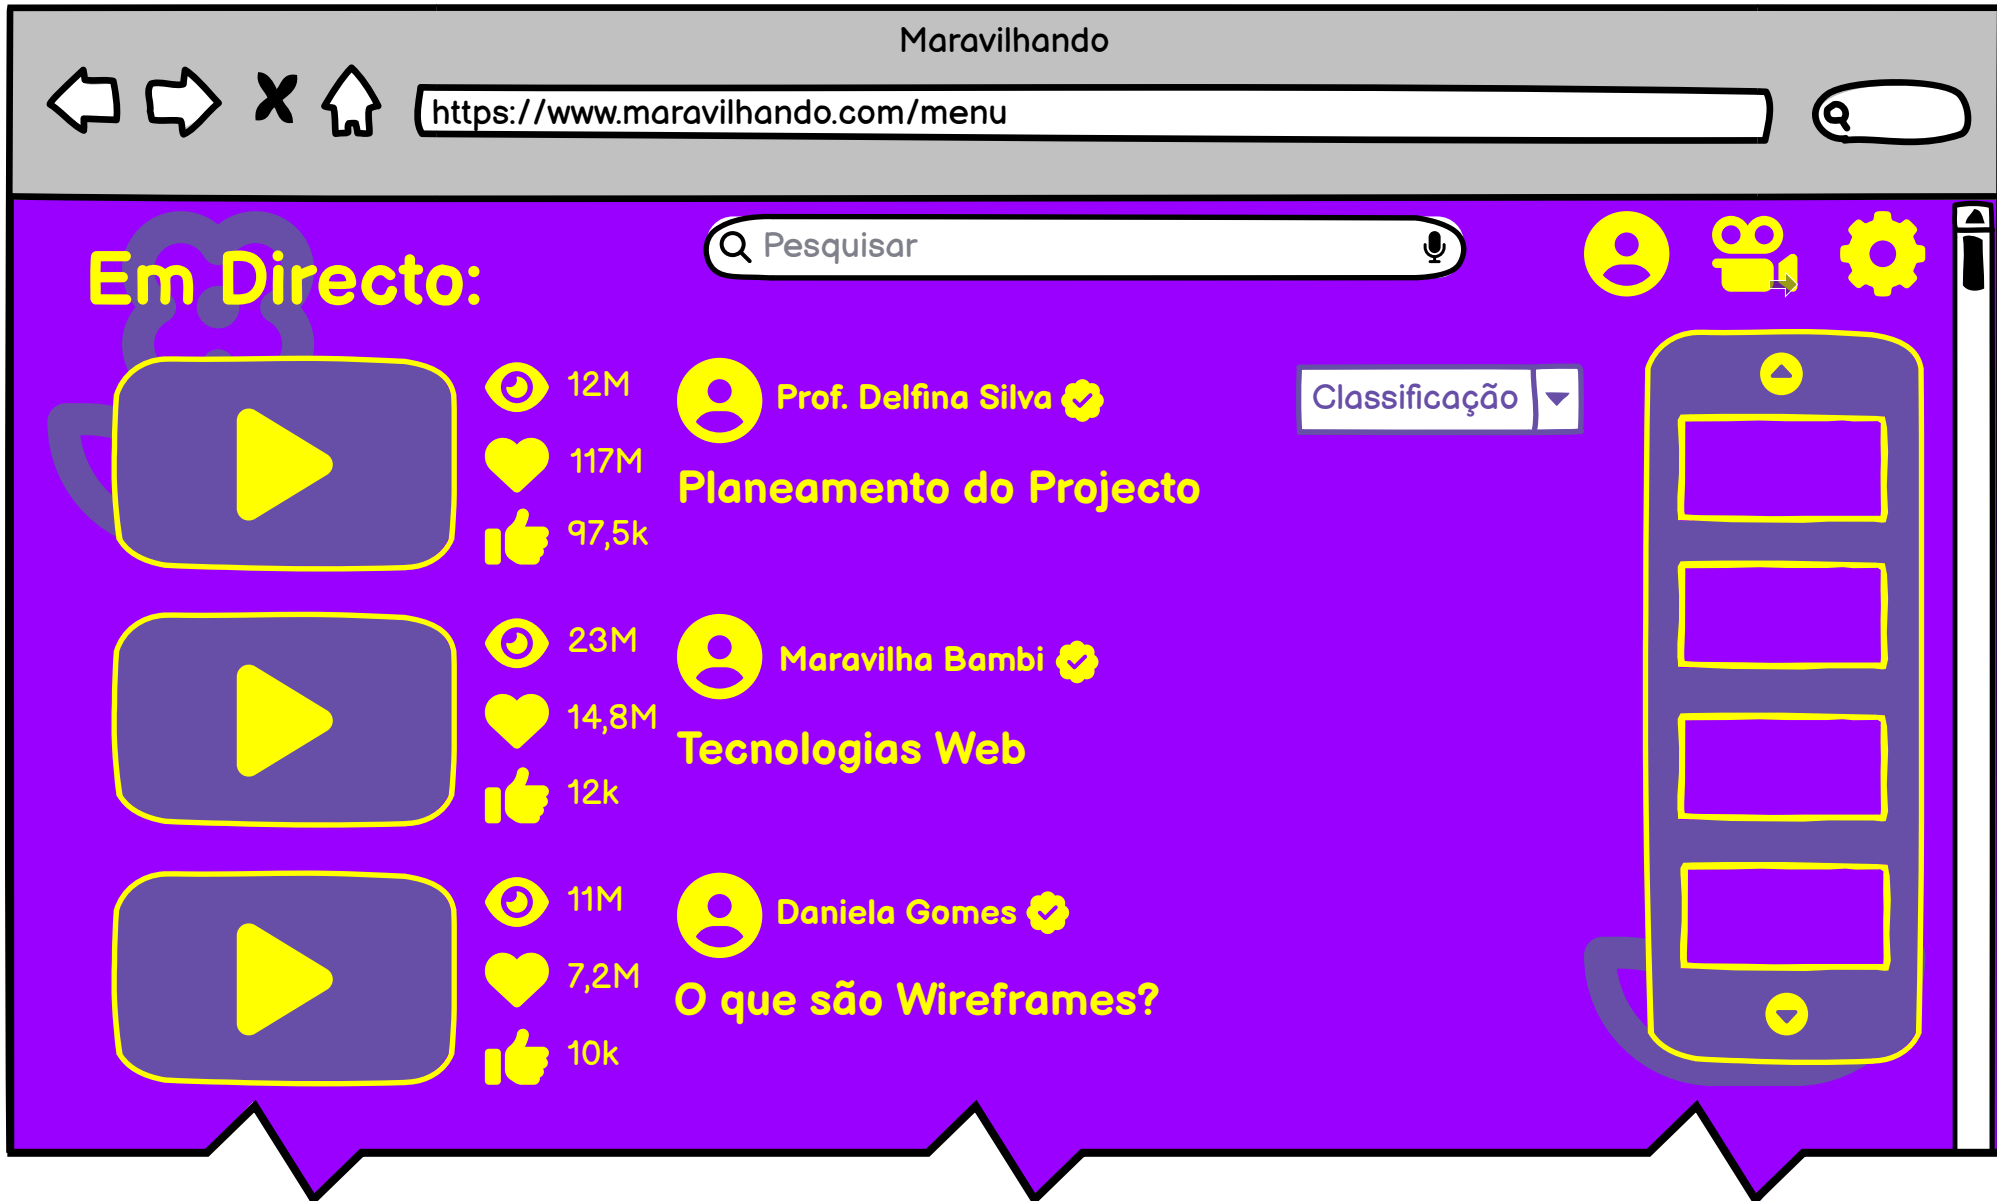 Maravilhando
https://www.maravilhando.com/menu
Pesquisar
Em Directo:
12M
117M
97,5k
Prof. Delfina Silva
Planeamento do Projecto
Classificação
23M
14,8M
12k
Maravilha Bambi
Tecnologias Web
11M
7,2M
10k
Daniela Gomes
O que são Wireframes?